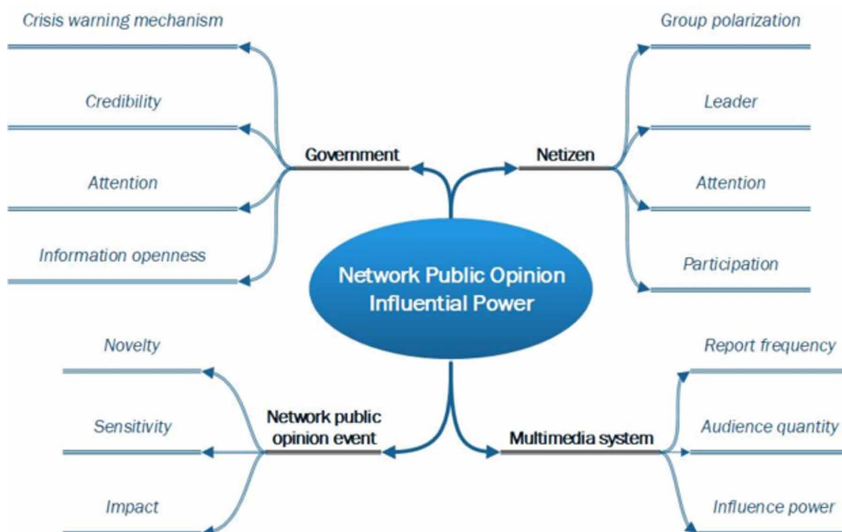 Crisis warning mechanism
Credibility
Attention
Information openness
Government
Group polarization
Leader
Attention
Participation
Netizen
Network Public Opinion
Influential Power
Novelty
Sensitivity
Impact
Network public
opinion event
Report frequency
Audience quantity
Influence power
Multimedia system